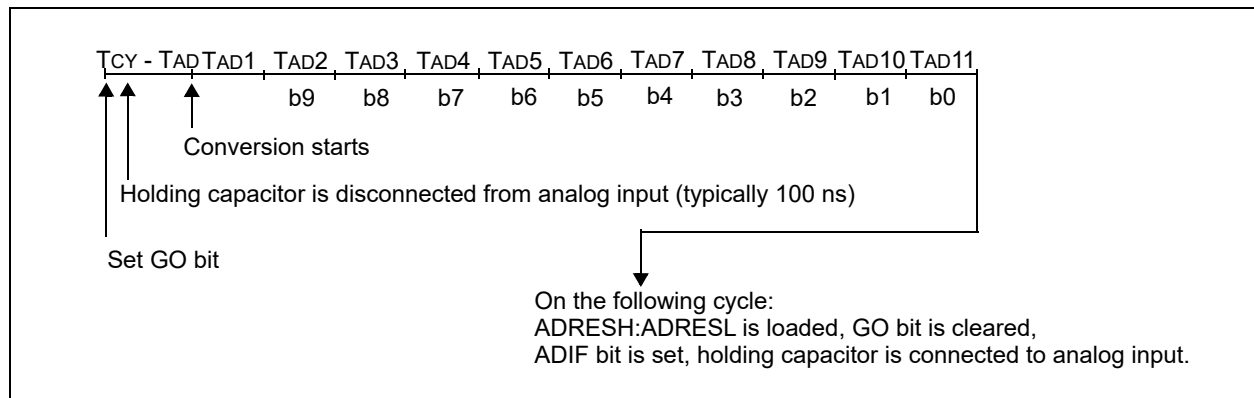 TCY - TAD TAD1 TAD2 TAD3 TAD4 TAD5 TAD6 TAD7 TAD8 TAD9 TAD10 TAD11
b9 b8 b7 b6 b5 b4 b3 b2 b1 b0
Conversion starts
Holding capacitor is disconnected from analog input (typically 100 ns)
Set GO bit
On the following cycle:
ADRESH:ADRESL is loaded, GO bit is cleared,
ADIF bit is set, holding capacitor is connected to analog input.